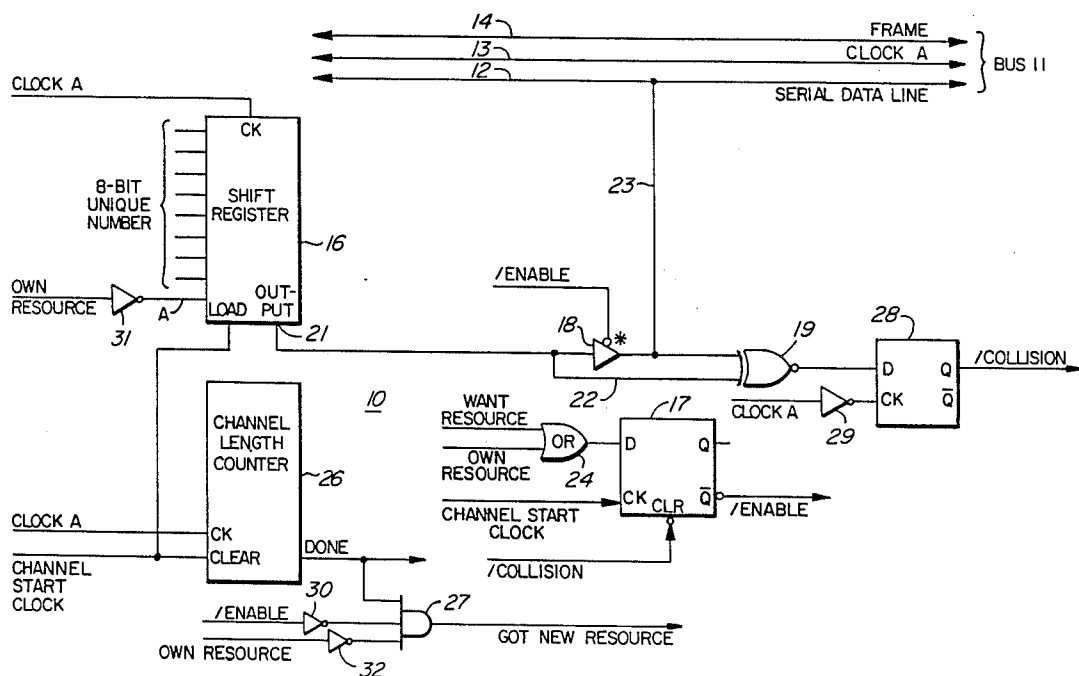 14
FRAME
13
CLOCK A
12
BUS 11
SERIAL DATA LINE
CLOCK A
CK
8-BIT
UNIQUE
NUMBER
SHIFT
REGISTER
16
23
OWN
RESOURCE
31
A
LOAD
OUT-
PUT
21
/ENABLE
18
*
19
28
22
D
Q
/COLLISION
CLOCK A
29
CK
Q
10
CHANNEL
LENGTH
COUNTER
26
WANT
RESOURCE
OWN
RESOURCE
OR
24
17
D
Q
CK
CLR
Q
/ENABLE
CHANNEL START
CLOCK
/COLLISION
CLOCK A
CK
CHANNEL
START
CLOCK
CLEAR
DONE
/ENABLE
30
27
OWN RESOURCE
32
GOT NEW RESOURCE